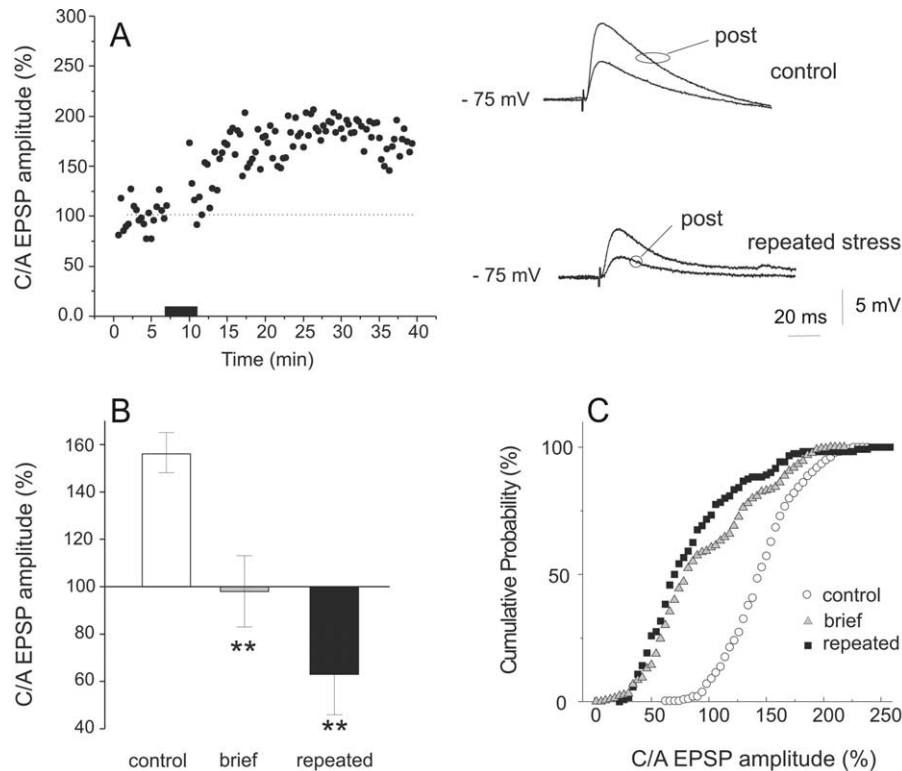 A
C/A EPSP amplitude (%)
300
250
200
150
100
50
0.0
0 5 10 15 20 25 30 35 40
Time (min)
post
control
- 75 mV
post
repeated stress
- 75 mV
20 ms
5 mV
B
C/A EPSP amplitude (%)
160
140
120
100
80
60
40
**
**
control brief repeated
C
Cumulative Probability (%)
100
50
0
control
brief
repeated
0 50 100 150 200 250
C/A EPSP amplitude (%)